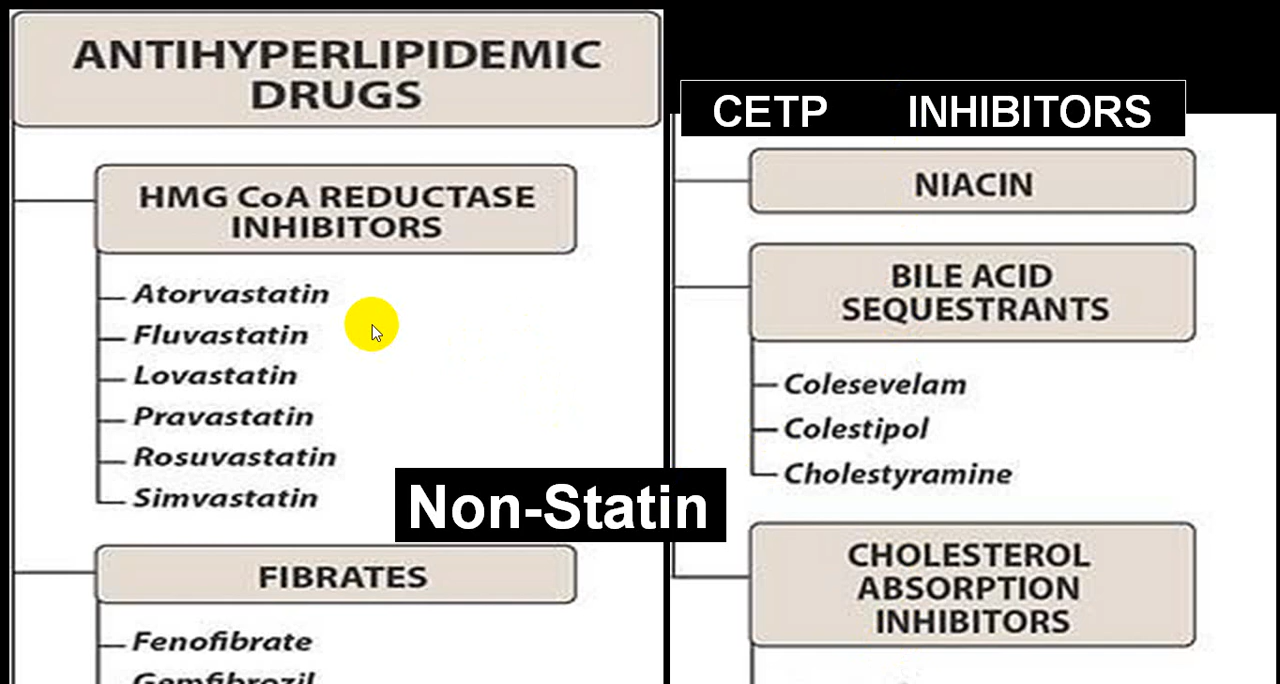 ANTIHYPERLIPIDEMIC
DRUGS
HMG CoA REDUCTASE
INHIBITORS
Atorvastatin
Fluvastatin
Lovastatin
Pravastatin
Rosuvastatin
Simvastatin
Non-Statin
FIBRATES
Fenofibrate
Gemfibrozil
CETP INHIBITORS
NIACIN
BILE ACID
SEQUESTRANTS
Colesevelam
Colestipol
Cholestyramine
CHOLESTEROL
ABSORPTION
INHIBITORS